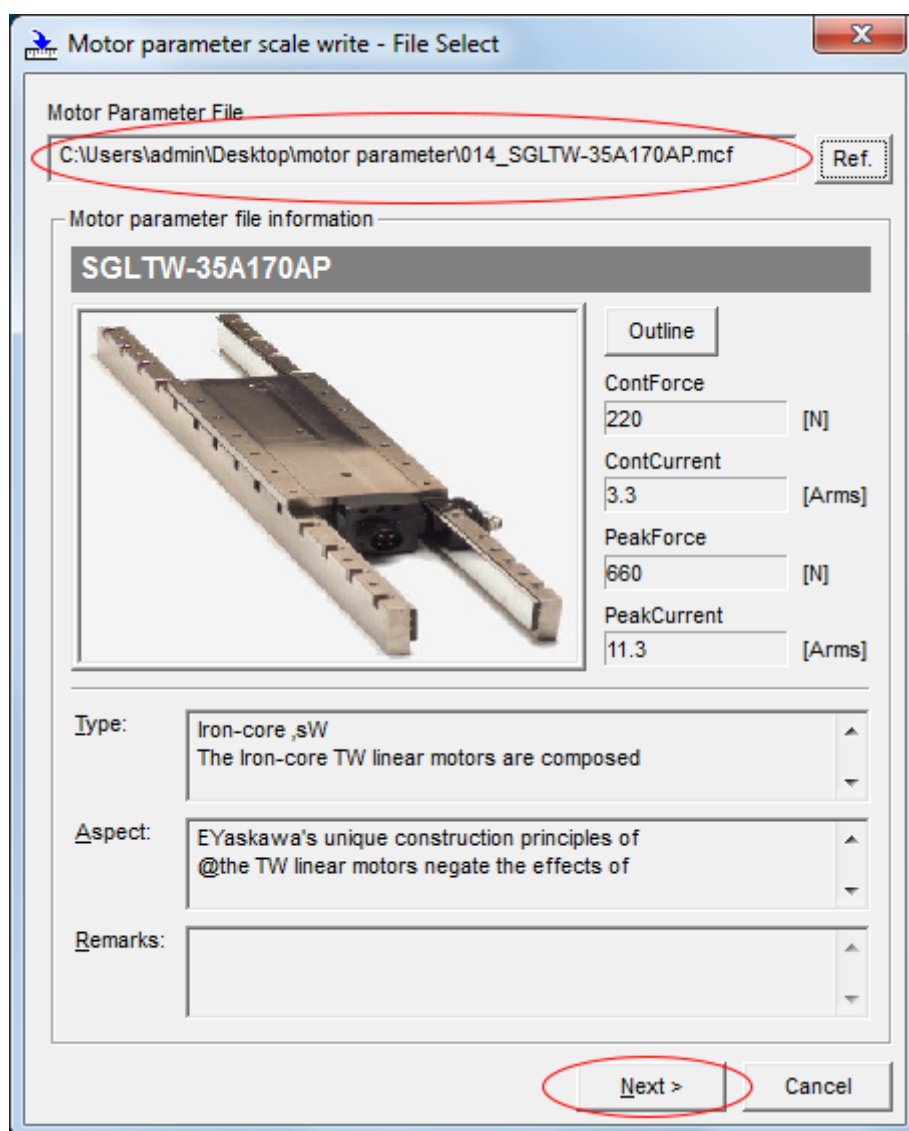 Motor parameter scale write - File Select
Motor Parameter File
C:\Users\admin\Desktop\motor parameter\014_SGLTW-35A170AP.mcf
Ref.
Motor parameter file information
SGLTW-35A170AP
Outline
ContForce
220 [N]
ContCurrent
3.3 [Arms]
PeakForce
660 [N]
PeakCurrent
11.3 [Arms]
Type:
Iron-core ,sW
The Iron-core TW linear motors are composed
Aspect:
EYaskawa's unique construction principles of
@the TW linear motors negate the effects of
Remarks:
Next >
Cancel